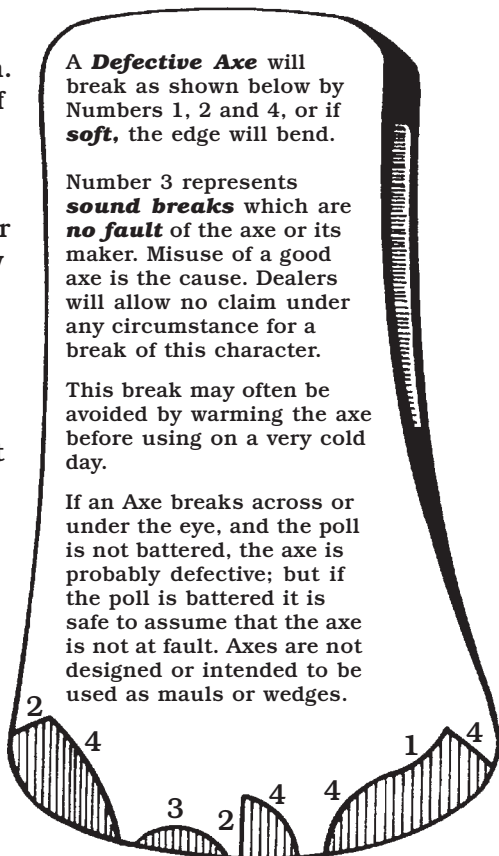 A Defective Axe will
break as shown below by
Numbers 1, 2 and 4, or if
soft, the edge will bend.
Number 3 represents
sound breaks which are
no fault of the axe or its
maker. Misuse of a good
axe is the cause. Dealers
will allow no claim under
any circumstance for a
break of this character.
This break may often be
avoided by warming the axe
before using on a very cold
day.
If an Axe breaks across or
under the eye, and the poll
is not battered, the axe is
probably defective; but if
the poll is battered it is
safe to assume that the axe
is not at fault. Axes are not
designed or intended to be
used as mauls or wedges.
2 4 3 2 4 4 1 4